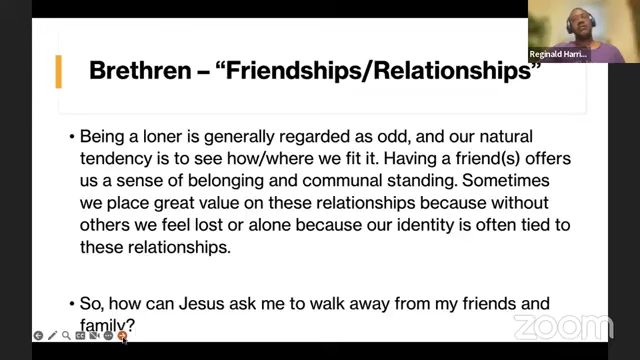 Brethren – “Friendships/Relationships”
Reginald Harri...
• Being a loner is generally regarded as odd, and our natural
tendency is to see how/where we fit it. Having a friend(s) offers
us a sense of belonging and communal standing. Sometimes
we place great value on these relationships because without
others we feel lost or alone because our identity is often tied to
these relationships.
• So, how can Jesus ask me to walk away from my friends and
family?
zoom